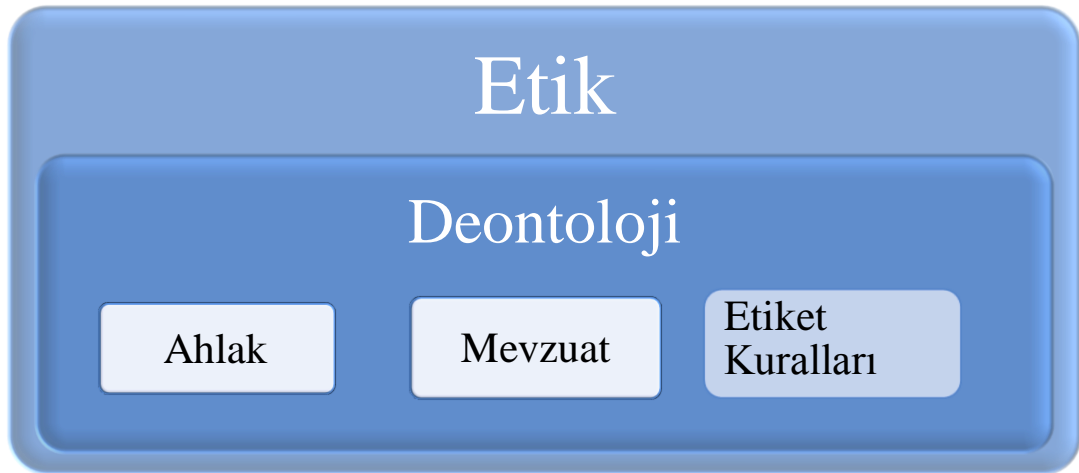 Etik
Deontoloji
Ahlak
Mevzuat
Etiket
Kuralları